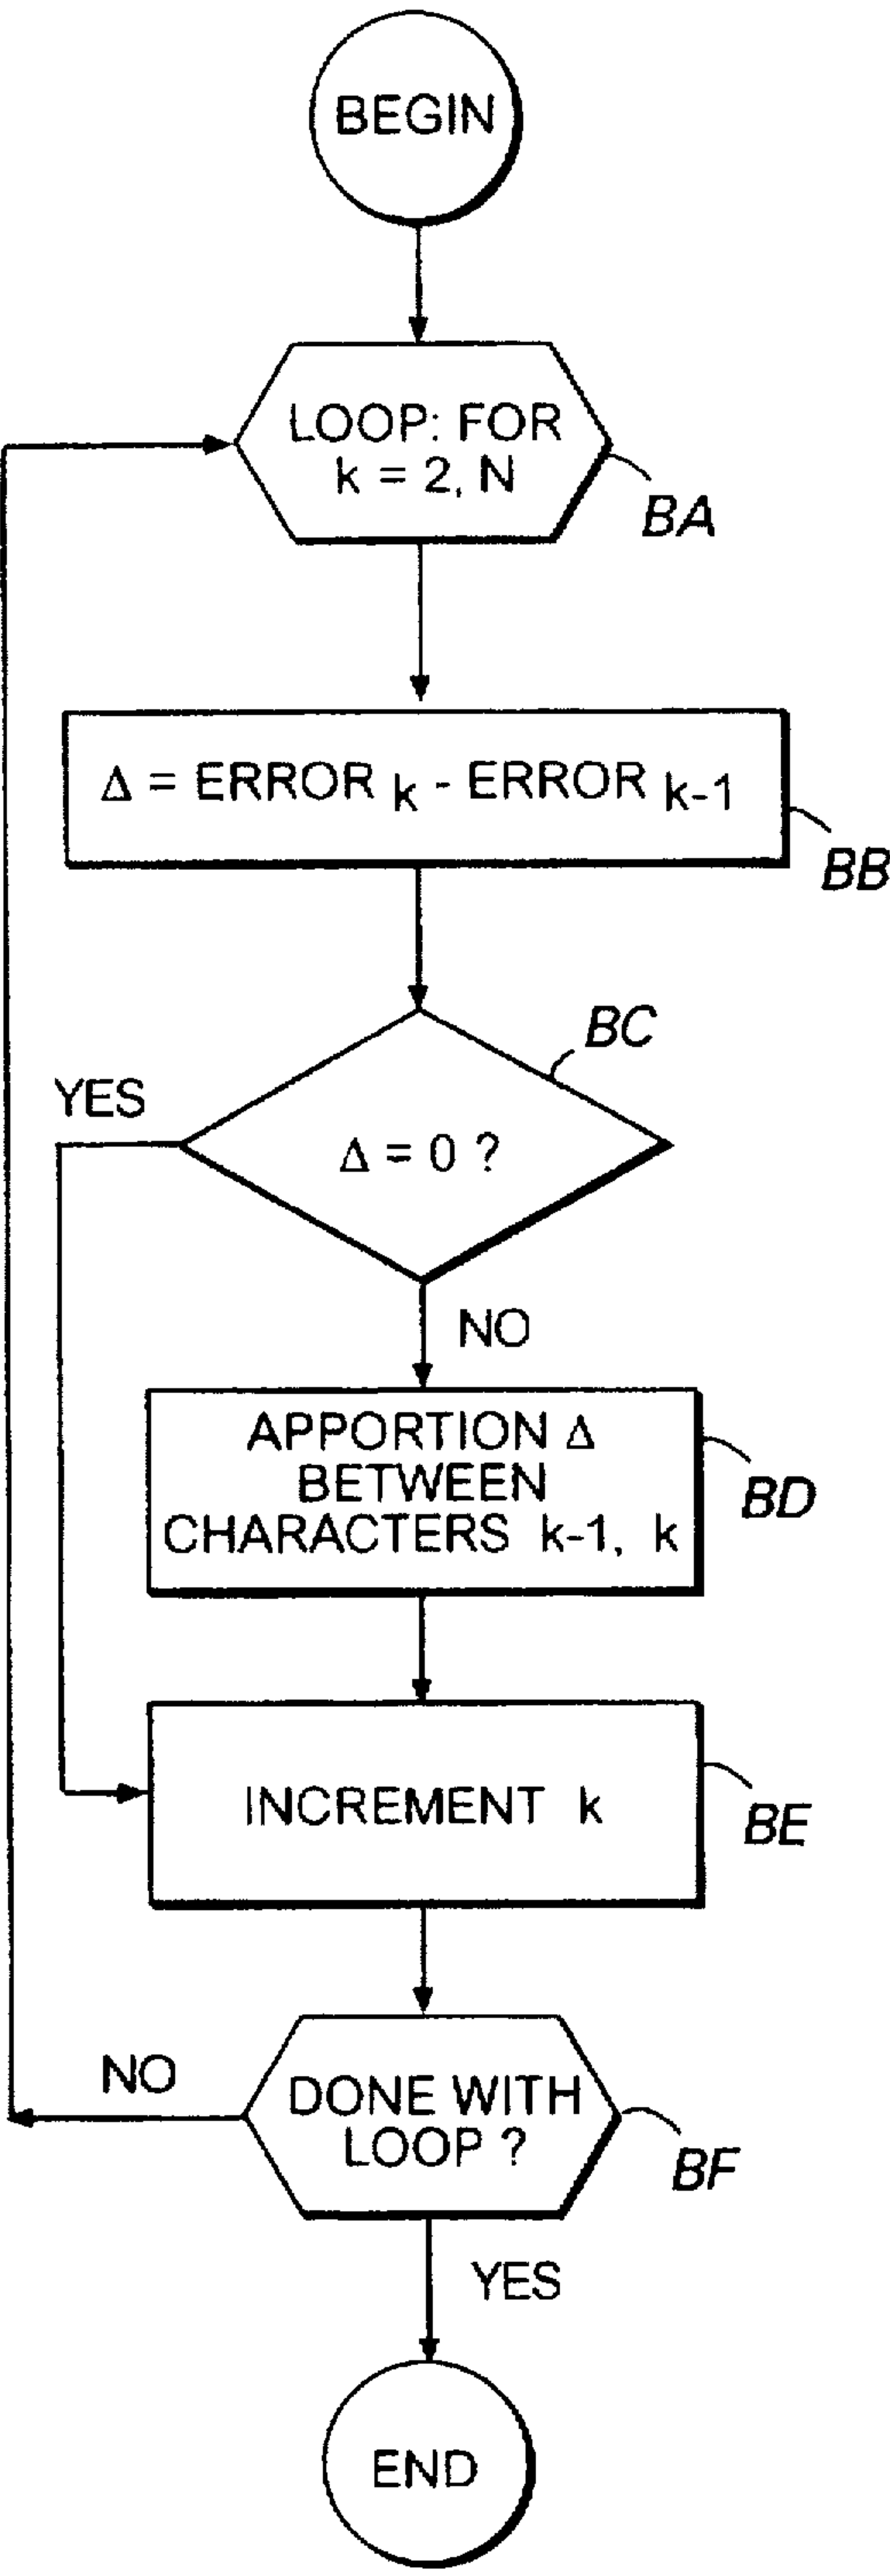 BEGIN
LOOP: FOR
k = 2, N
BA
Δ = ERROR k - ERROR k-1
BB
BC
YES
Δ = 0 ?
NO
APPORTION Δ
BETWEEN
CHARACTERS k-1, k
BD
INCREMENT k
BE
NO
DONE WITH
LOOP ?
BF
YES
END